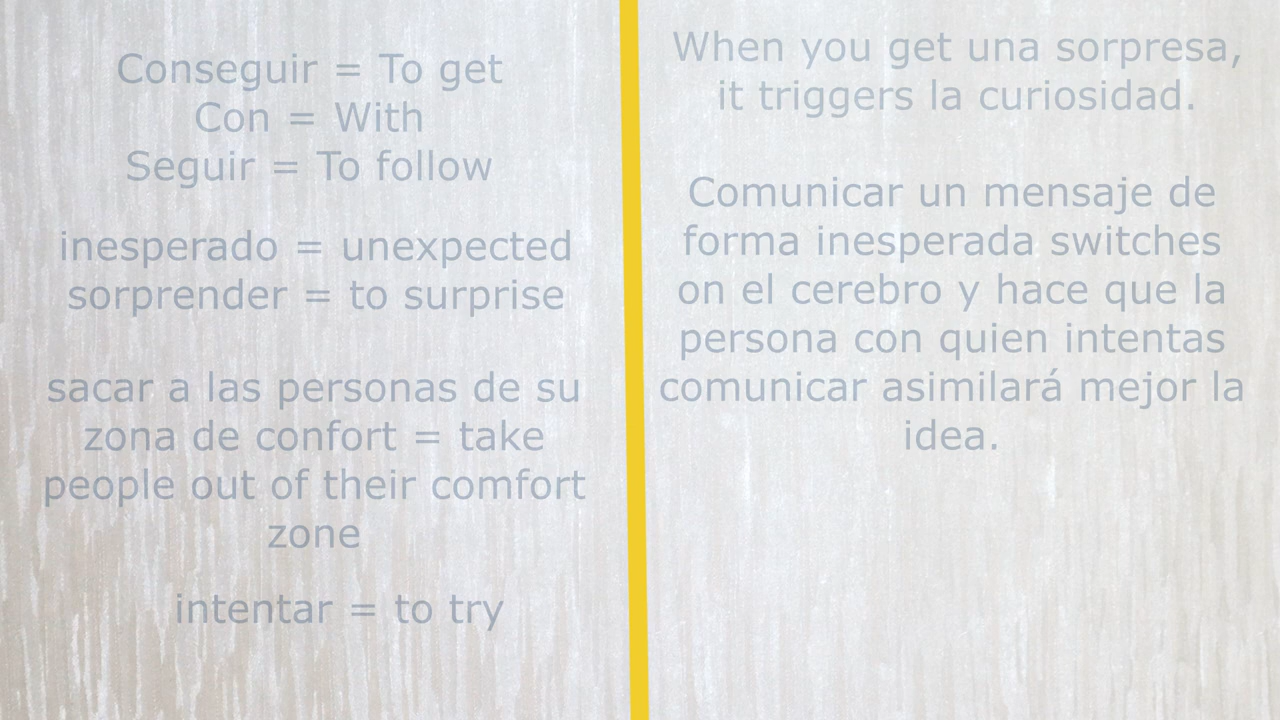 Conseguir = To get
Con = With
Seguir = To follow
inesperado = unexpected
sorprender = to surprise
sacar a las personas de su
zona de confort = take
people out of their comfort
zone
intentar = to try
When you get una sorpresa,
it triggers la curiosidad.
Comunicar un mensaje de
forma inesperada switches
on el cerebro y hace que la
persona con quien intentas
comunicar asimilará mejor la
idea.